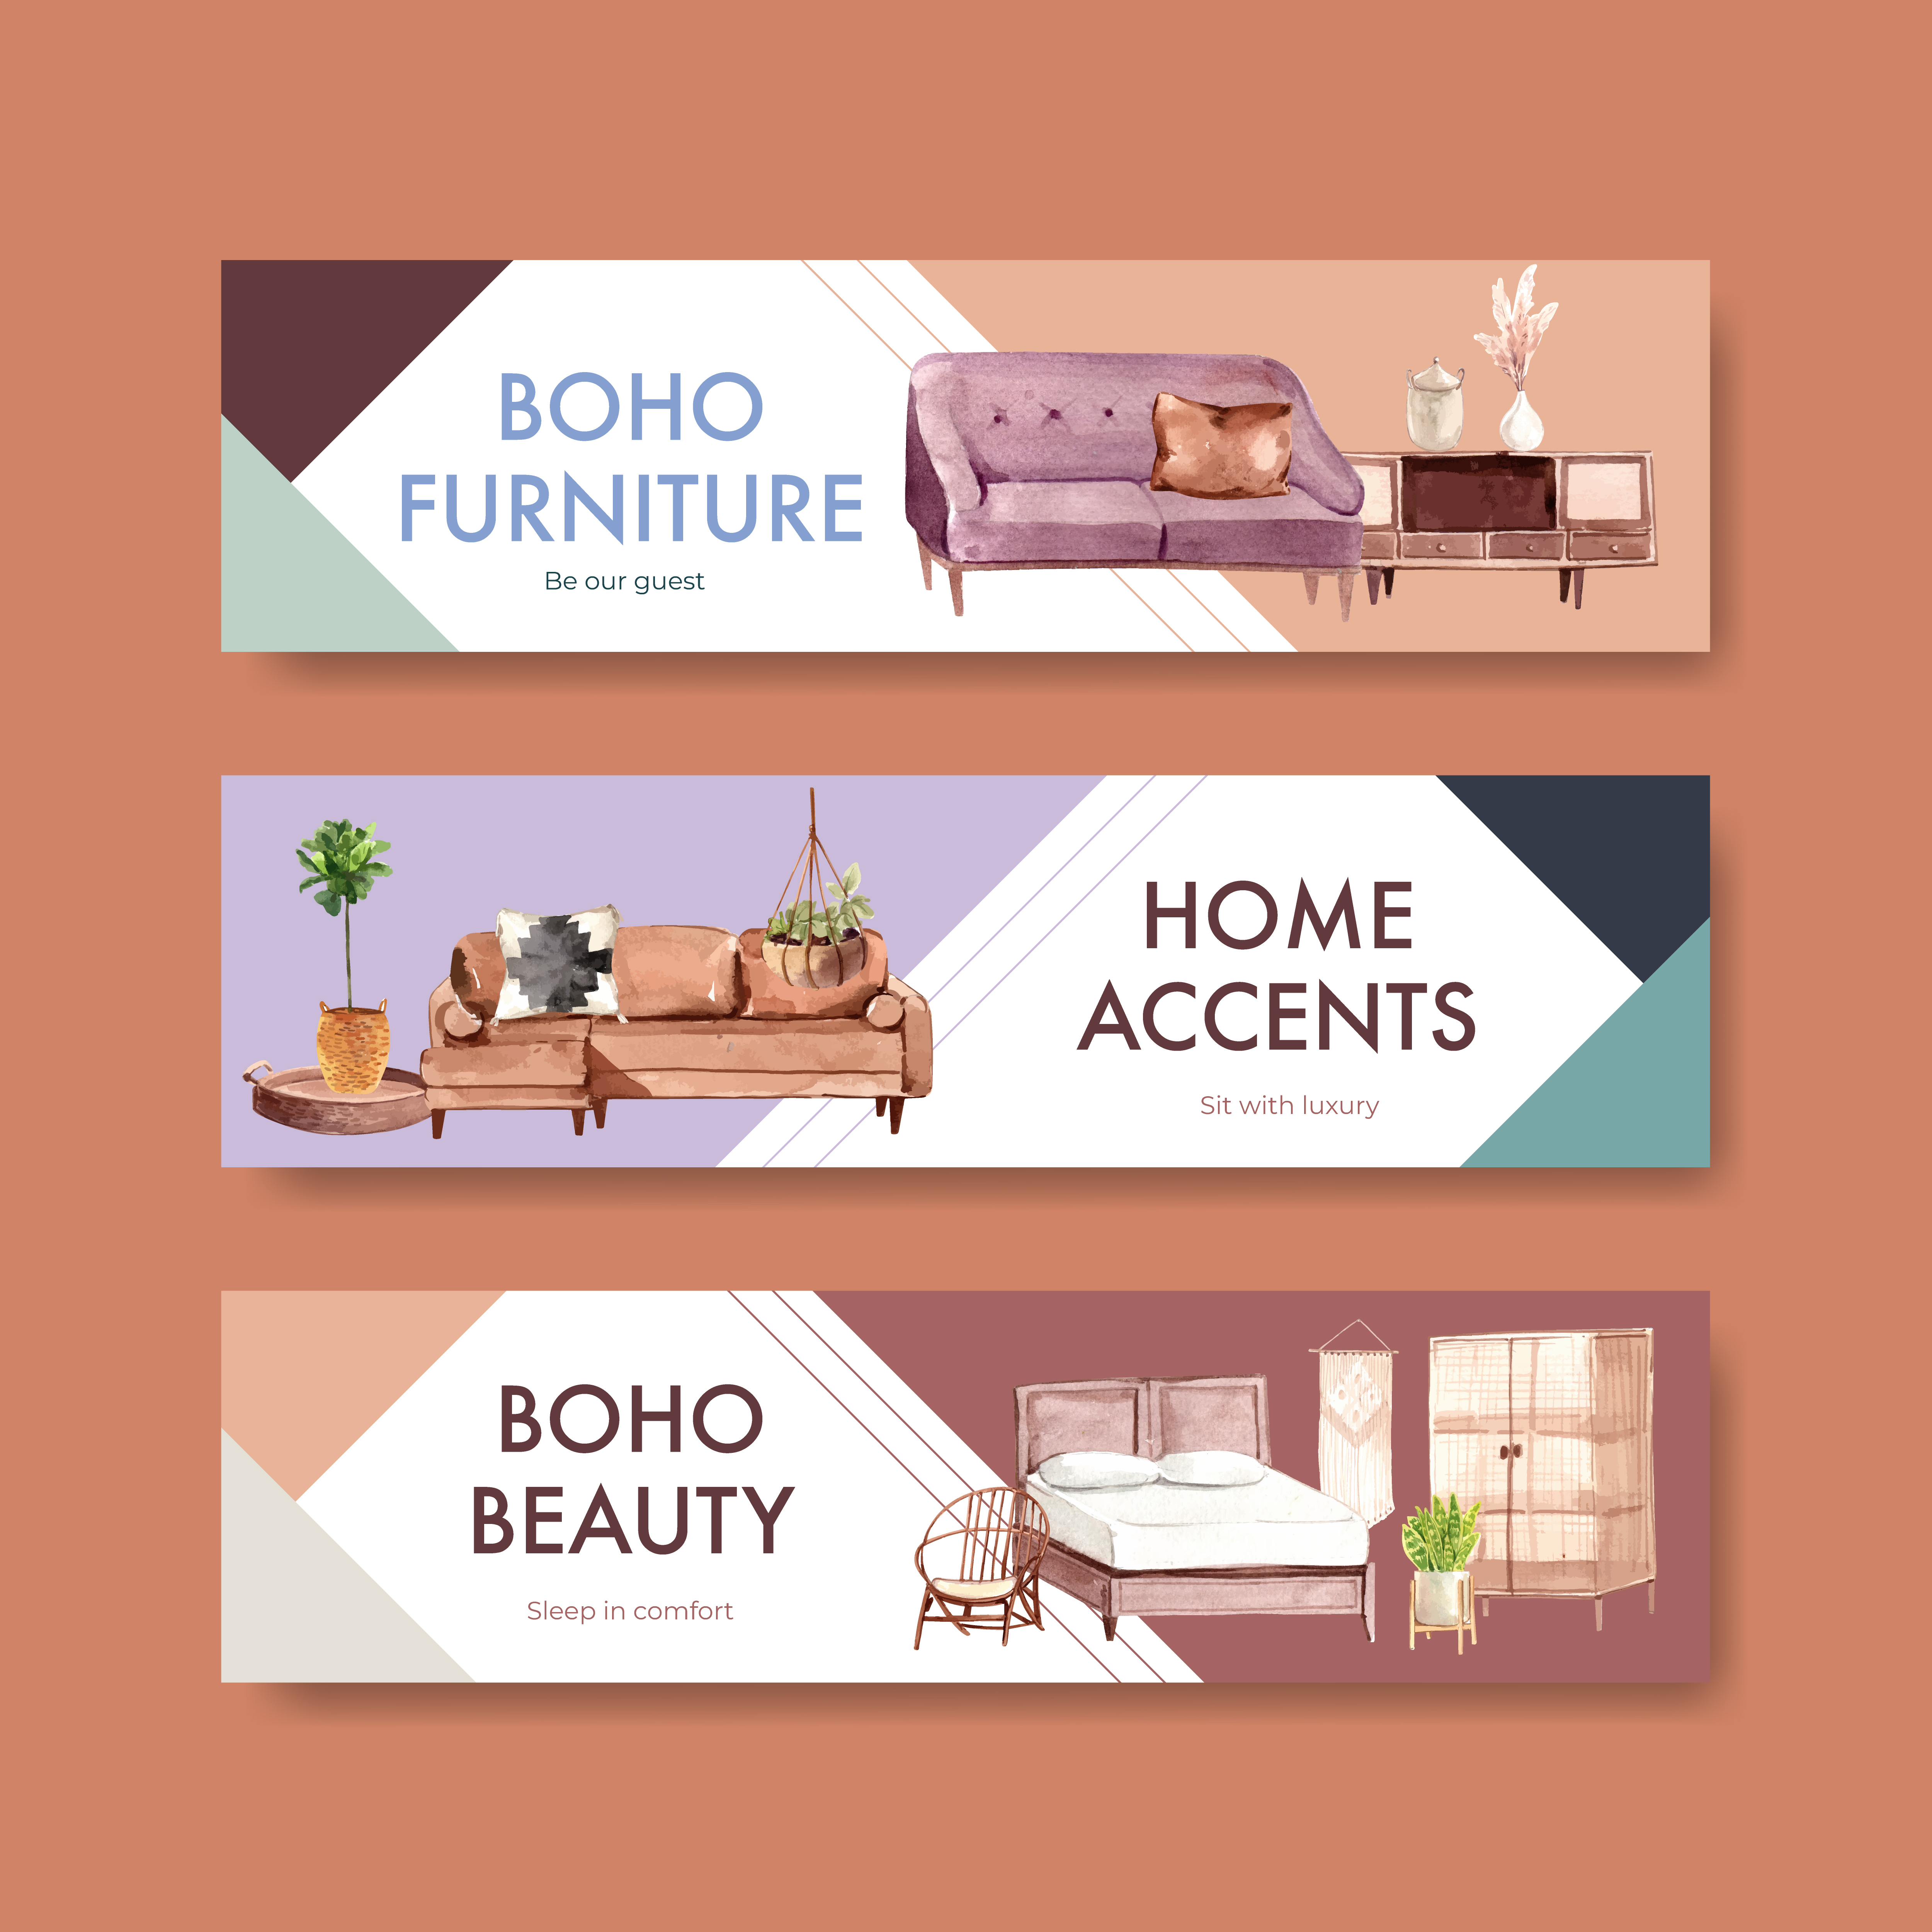 BOHO
FURNITURE
Be our guest
HOME
ACCENTS
Sit with luxury
BOHO
BEAUTY
Sleep in comfort